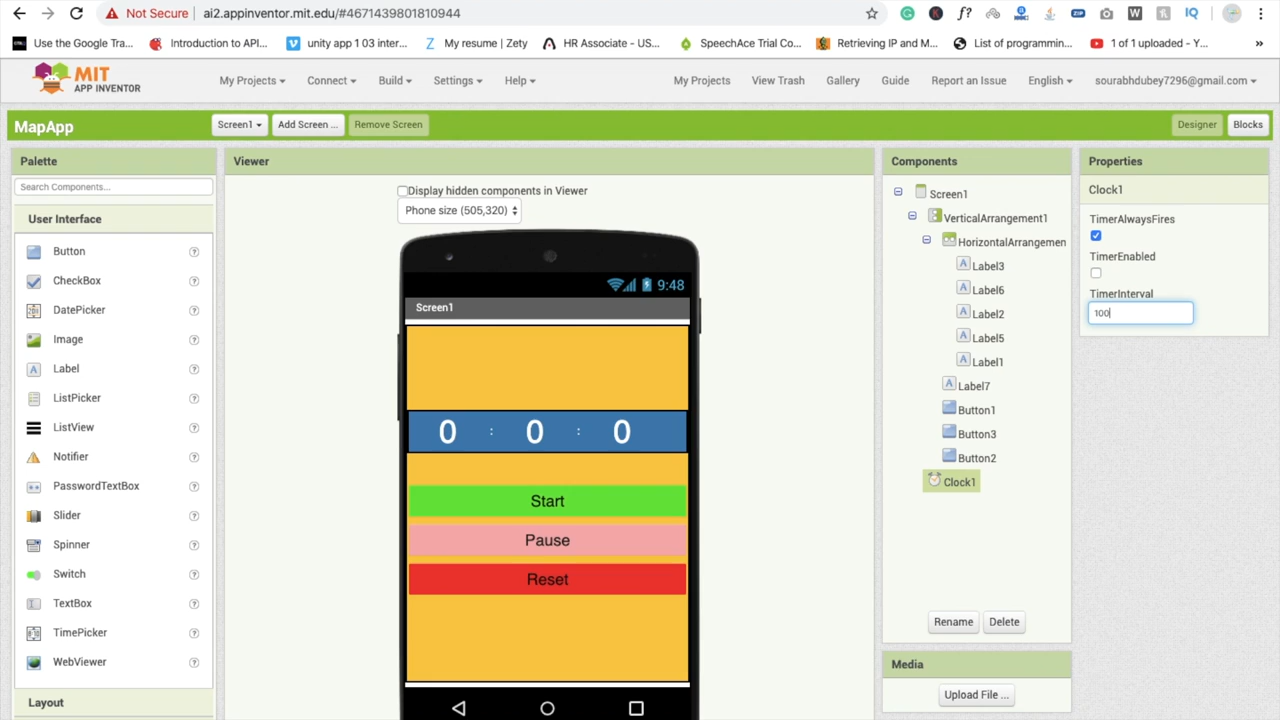 Not Secure ai2.appinventor.mit.edu/#4671439801810944
Use the Google Tra... Introduction to API... unity app 1 03 inter... My resume | Zety HR Associate - US... SpeechAce Trial Co... Retrieving IP and M... List of programmin... 1 of 1 uploaded - Y... »
MIT APP INVENTOR
My Projects Connect Build Settings Help My Projects View Trash Gallery Guide Report an Issue English sourabhdubey7296@gmail.com
MapApp Screen1 Add Screen ... Remove Screen Designer Blocks
Palette
Search Components...
User Interface
Button ?
CheckBox ?
DatePicker ?
Image ?
Label ?
ListPicker ?
ListView ?
Notifier ?
PasswordTextBox ?
Slider ?
Spinner ?
Switch ?
TextBox ?
TimePicker ?
WebViewer ?
Layout
Viewer
Display hidden components in Viewer
Phone size (505,320)
9:48
Screen1
0 : 0 : 0
Start
Pause
Reset
Components
Screen1
VerticalArrangement1
HorizontalArrangemen
Label3
Label6
Label2
Label5
Label1
Label7
Button1
Button3
Button2
Clock1
Rename Delete
Media
Upload File ...
Properties
Clock1
TimerAlwaysFires
TimerEnabled
TimerInterval
100